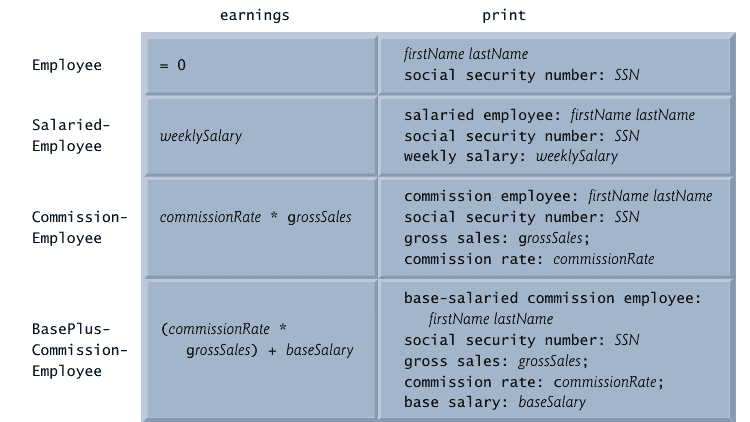 earnings print
Employee
= 0
firstName lastName
social security number: SSN
Salaried-
Employee
weeklySalary
salaried employee: firstName lastName
social security number: SSN
weekly salary: weeklySalary
Commission-
Employee
commissionRate * grossSales
commission employee: firstName lastName
social security number: SSN
gross sales: grossSales;
commission rate: commissionRate
BasePlus-
Commission-
Employee
(commissionRate *
grossSales) + baseSalary
base-salaried commission employee:
firstName lastName
social security number: SSN
gross sales: grossSales;
commission rate: commissionRate;
base salary: baseSalary